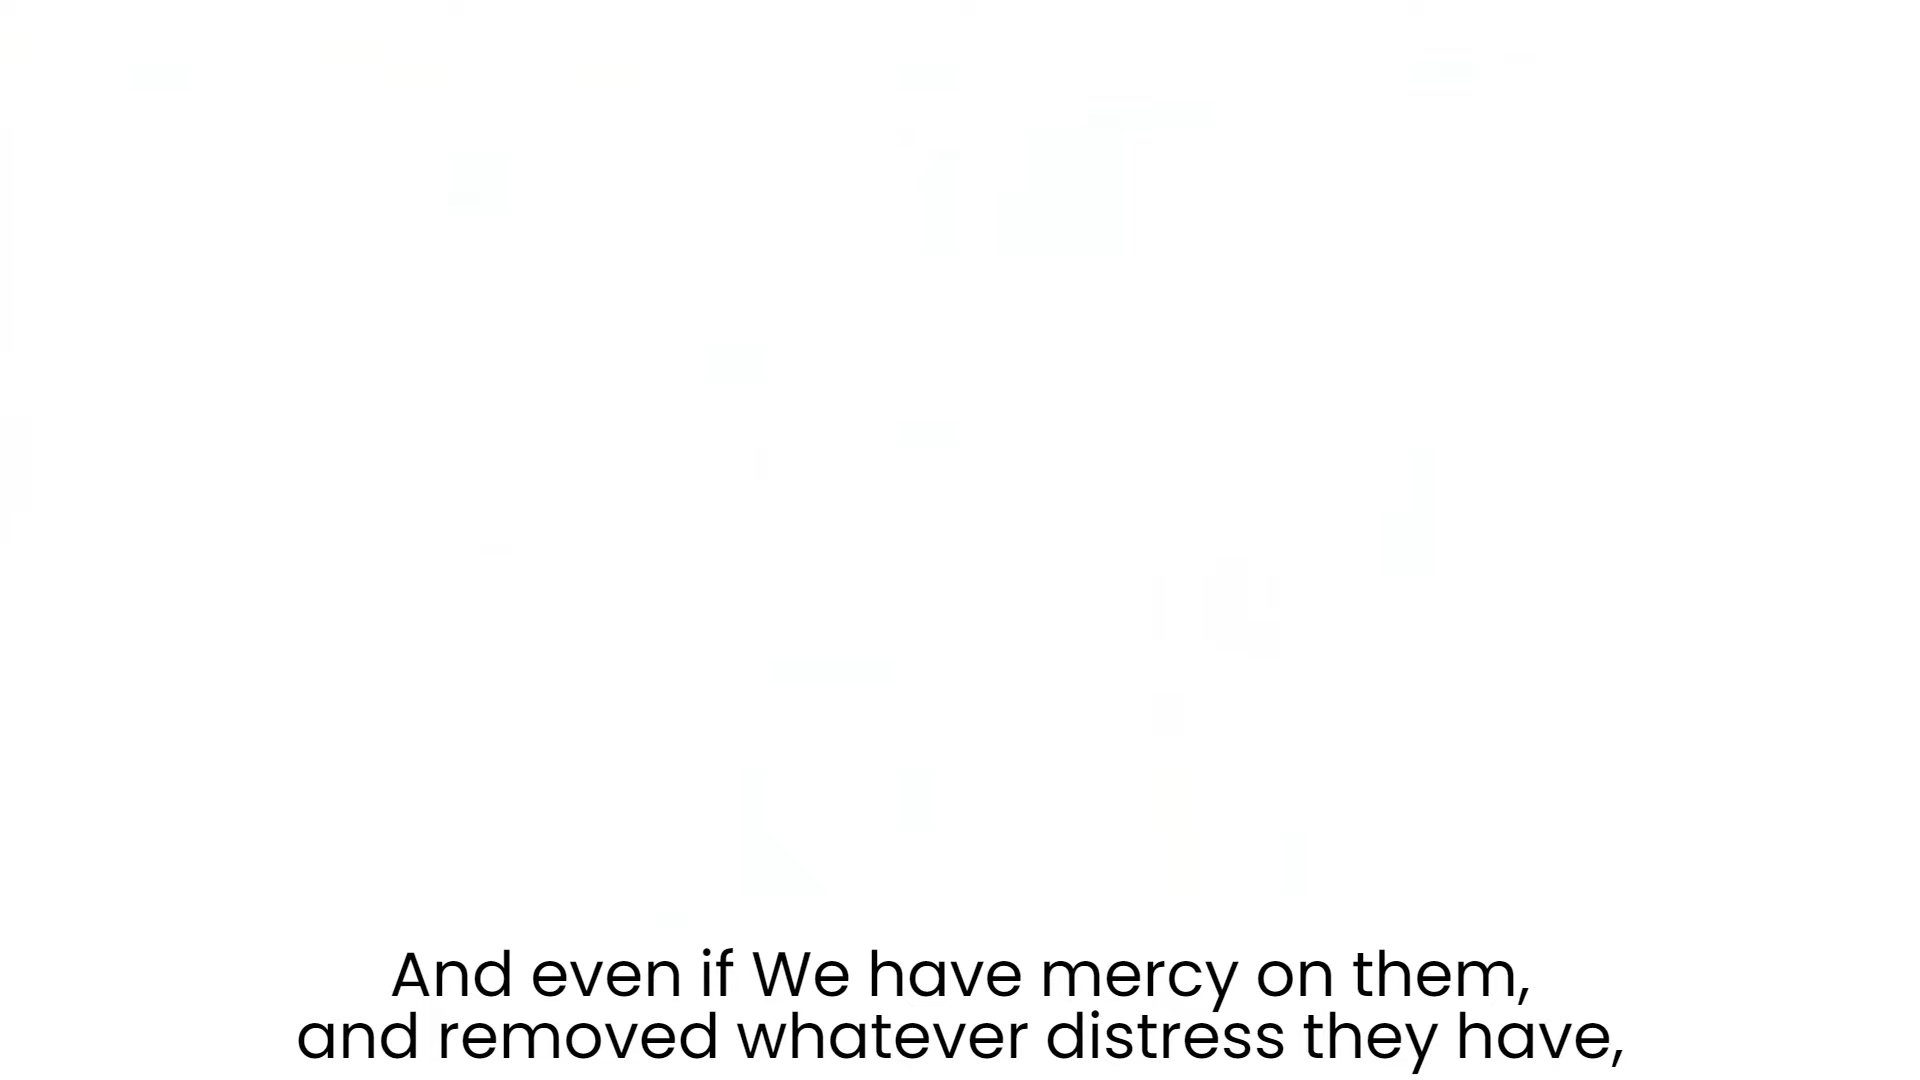 And even if We have mercy on them,
and removed whatever distress they have,